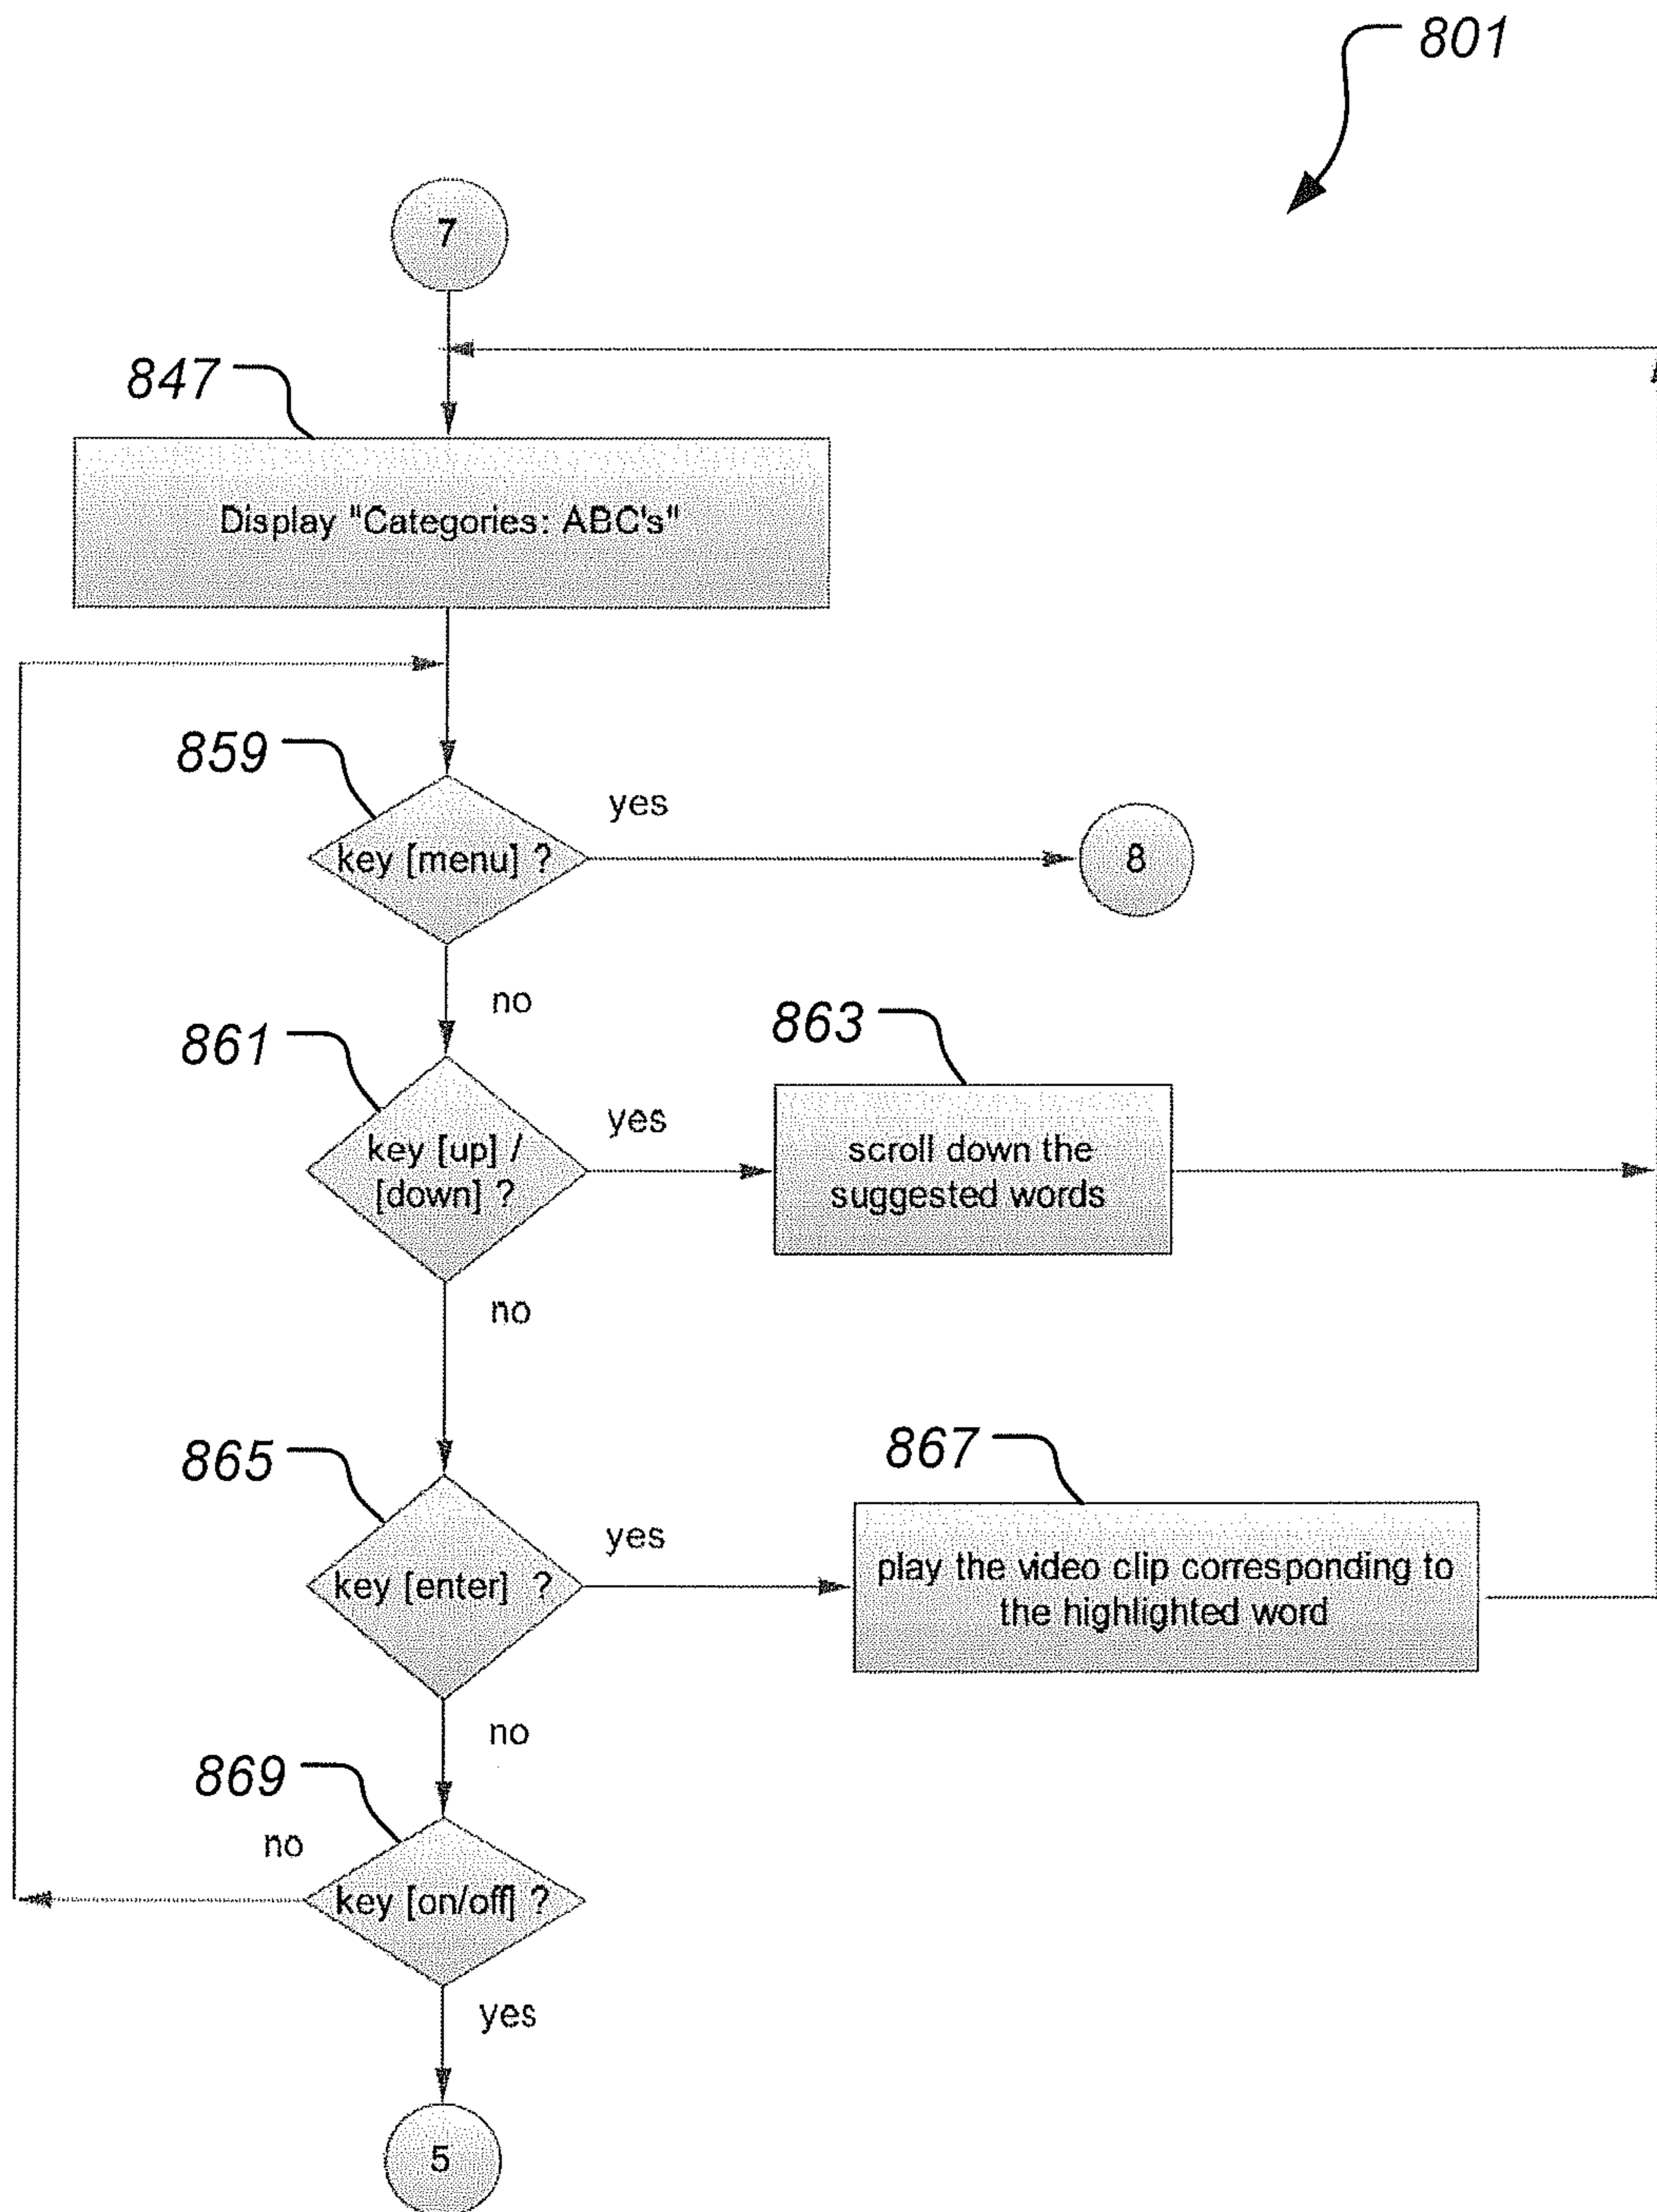 801
7
847
Display "Categories: ABC's"
859
yes
key [menu] ?
8
no
861
863
yes
key [up] /
[down] ?
scroll down the
suggested words
no
865
867
yes
key [enter] ?
play the video clip corresponding to
the highlighted word
no
869
no
key [on/off] ?
yes
5